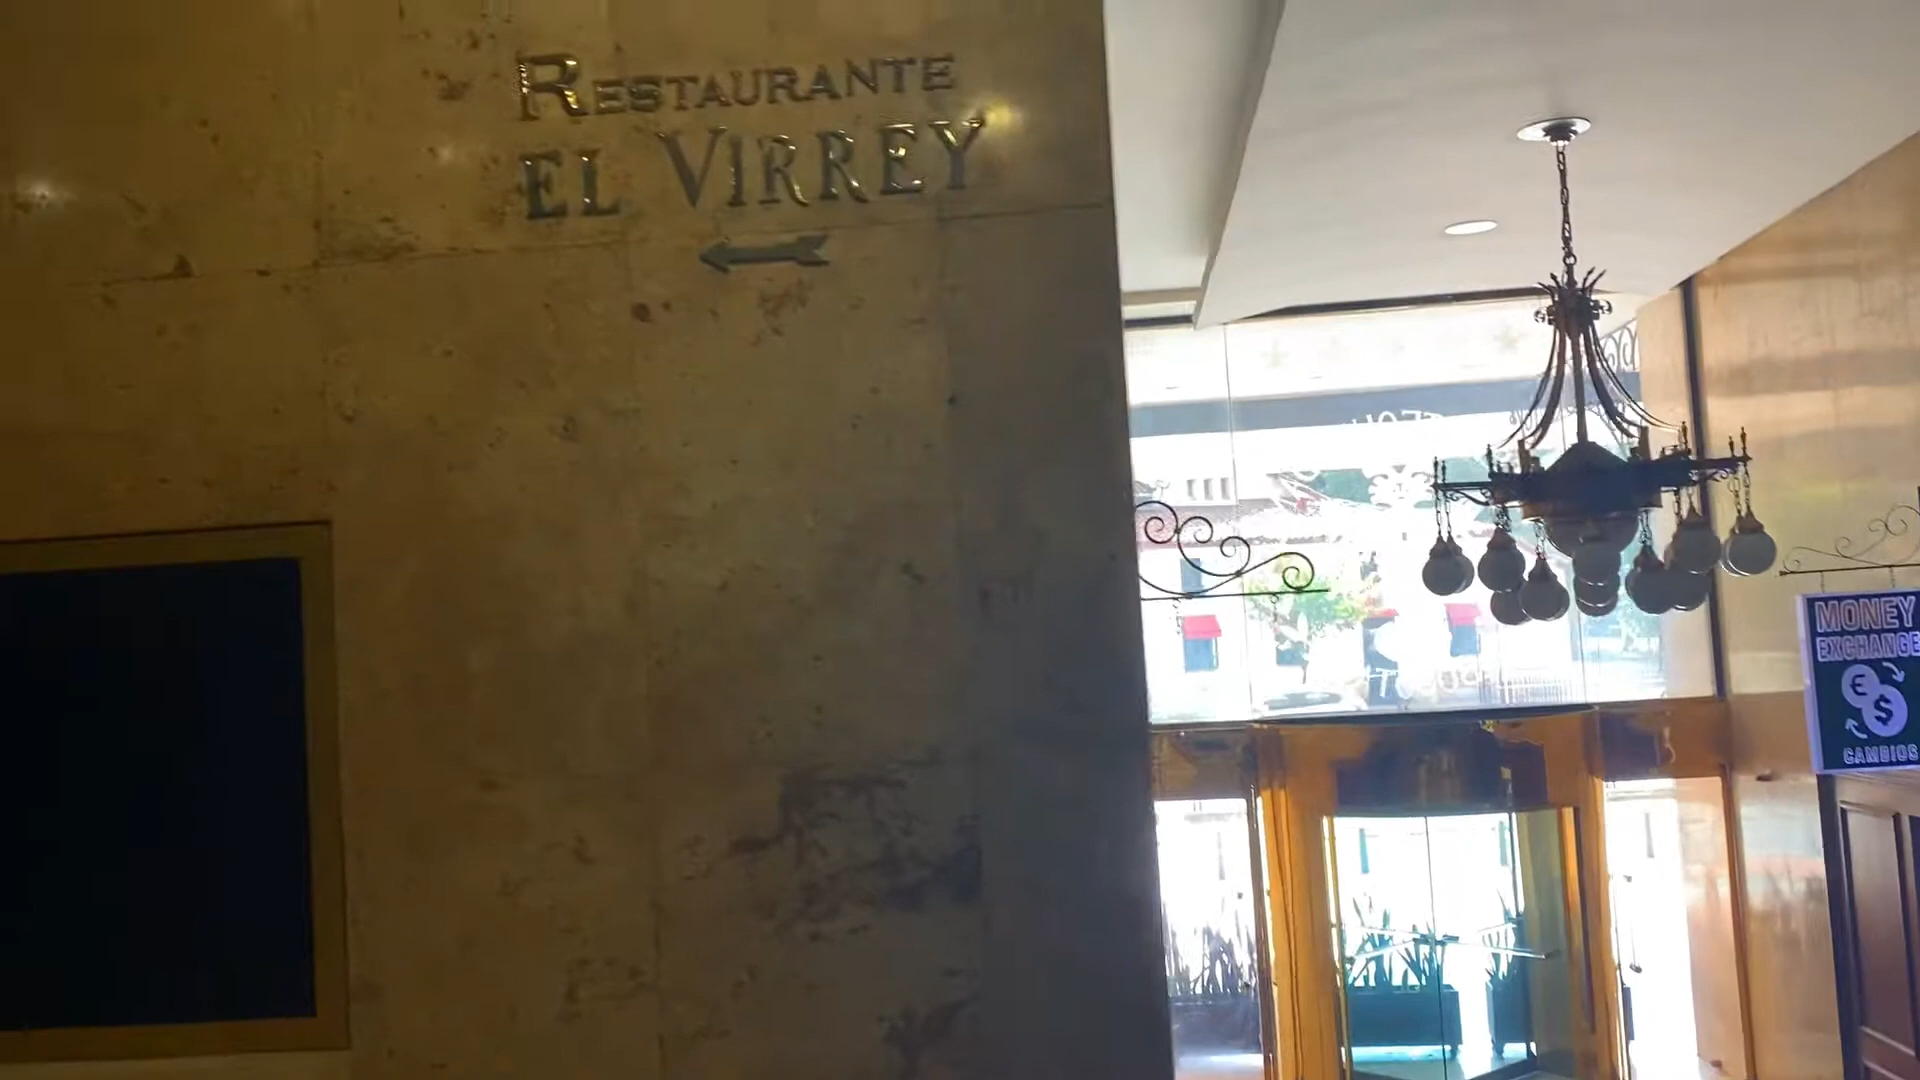 RESTAURANTE
EL VIRREY
MONEY
EXCHANGE
€
$
CAMBIOS